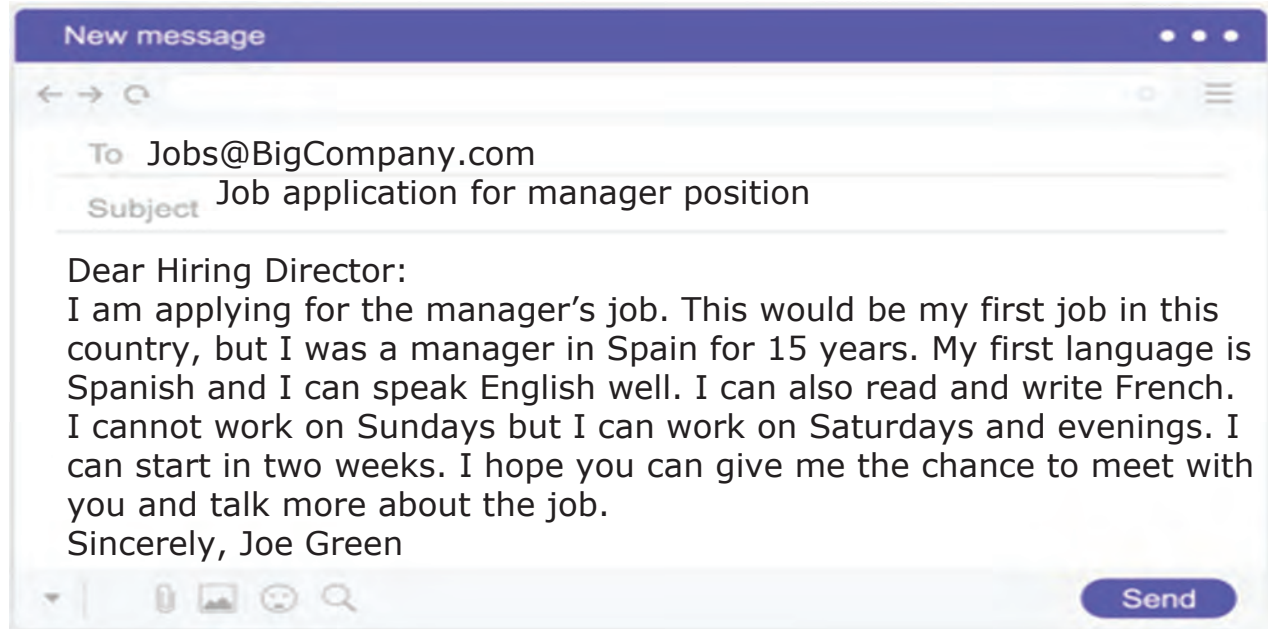 New message
To Jobs@BigCompany.com
Subject Job application for manager position
Dear Hiring Director:
I am applying for the manager’s job. This would be my first job in this
country, but I was a manager in Spain for 15 years. My first language is
Spanish and I can speak English well. I can also read and write French.
I cannot work on Sundays but I can work on Saturdays and evenings. I
can start in two weeks. I hope you can give me the chance to meet with
you and talk more about the job.
Sincerely, Joe Green
Send